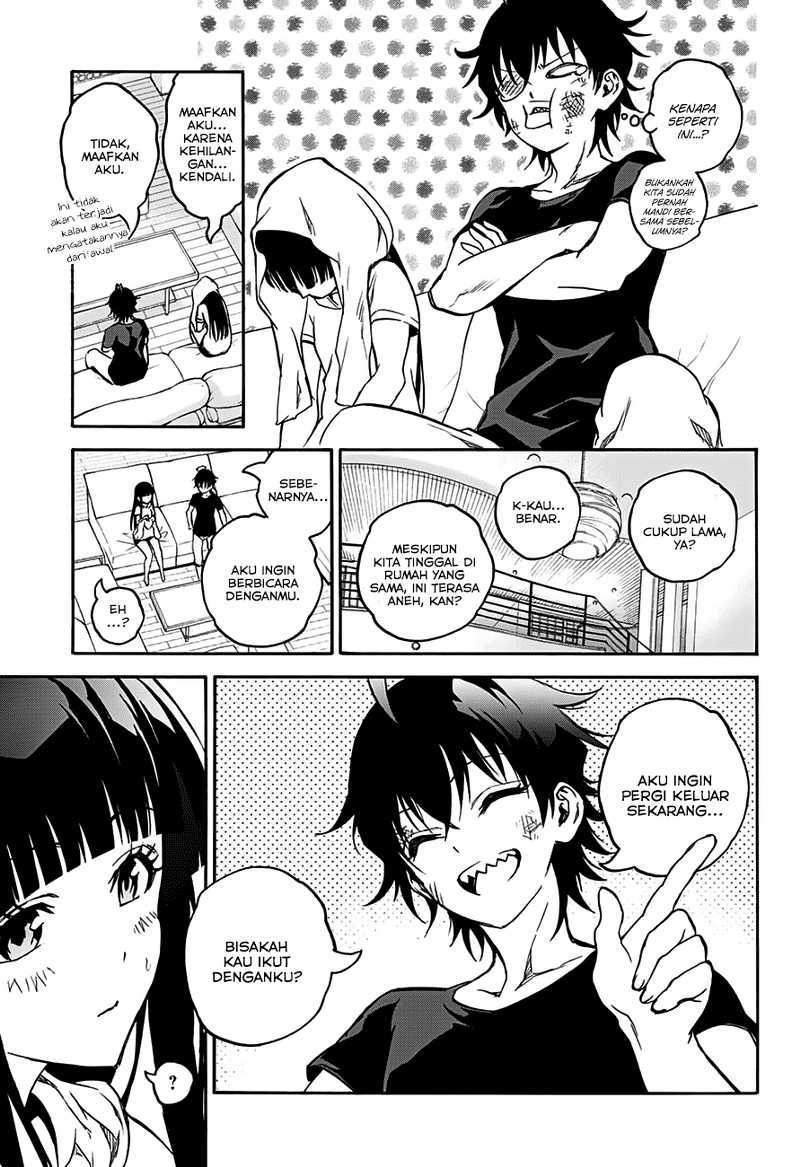 KENAPA
SEPERTI
INI...?
BUKANKAH
KITA SUDAH
PERNAH
MANDI BER-
SAMA SEBEL-
UMNYA?
MAAFKAN
AKU...
KARENA
KEHILAN-
GAN...
KENDALI.
TIDAK,
MAAFKAN
AKU.
Ini tidak
akan terjadi
kalau aku
mengatakannya
dari awal
SUDAH
CUKUP LAMA,
YA?
K-KAU...
BENAR.
MESKIPUN
KITA TINGGAL DI
RUMAH YANG
SAMA, INI TERASA
ANEH, KAN?
SEBE-
NARNYA...
AKU INGIN
BERBICARA
DENGANMU.
EH
...?
AKU INGIN
PERGI KELUAR
SEKARANG...
BISAKAH
KAU IKUT
DENGANKU?
?